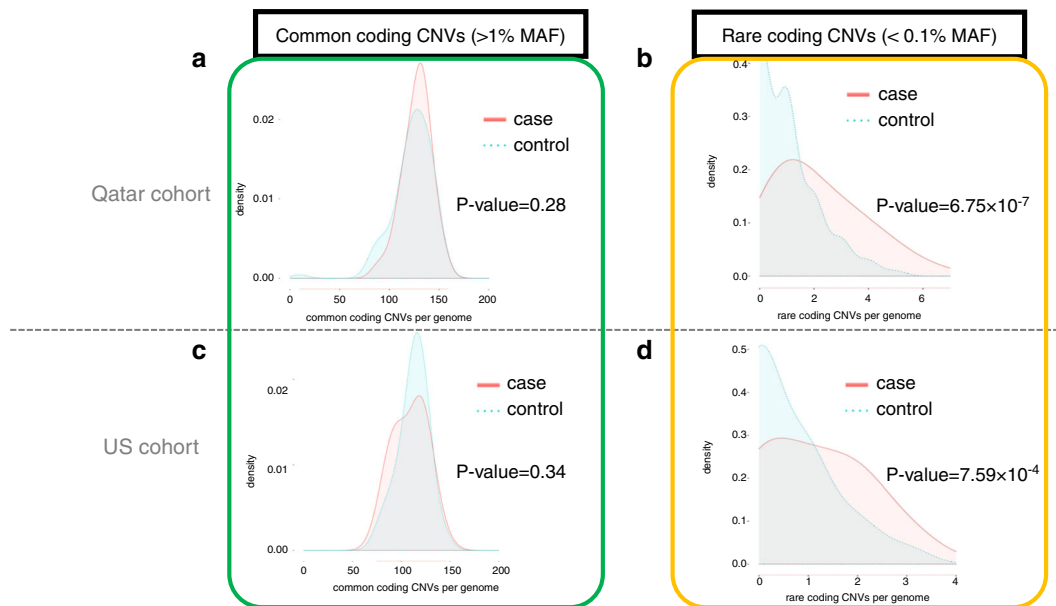 Common coding CNVs (>1% MAF)
Rare coding CNVs (< 0.1% MAF)
a
0.02
0.01
0.00
density
case
control
P-value=0.28
0
50
100
150
200
common coding CNVs per genome
b
0.4
0.3
0.2
0.1
0.0
density
case
control
P-value=6.75×10⁻⁷
0
2
4
6
rare coding CNVs per genome
Qatar cohort
c
0.02
0.01
0.00
density
case
control
P-value=0.34
0
50
100
150
200
common coding CNVs per genome
d
0.5
0.4
0.3
0.2
0.1
0.0
density
case
control
P-value=7.59×10⁻⁴
0
1
2
3
4
rare coding CNVs per genome
US cohort